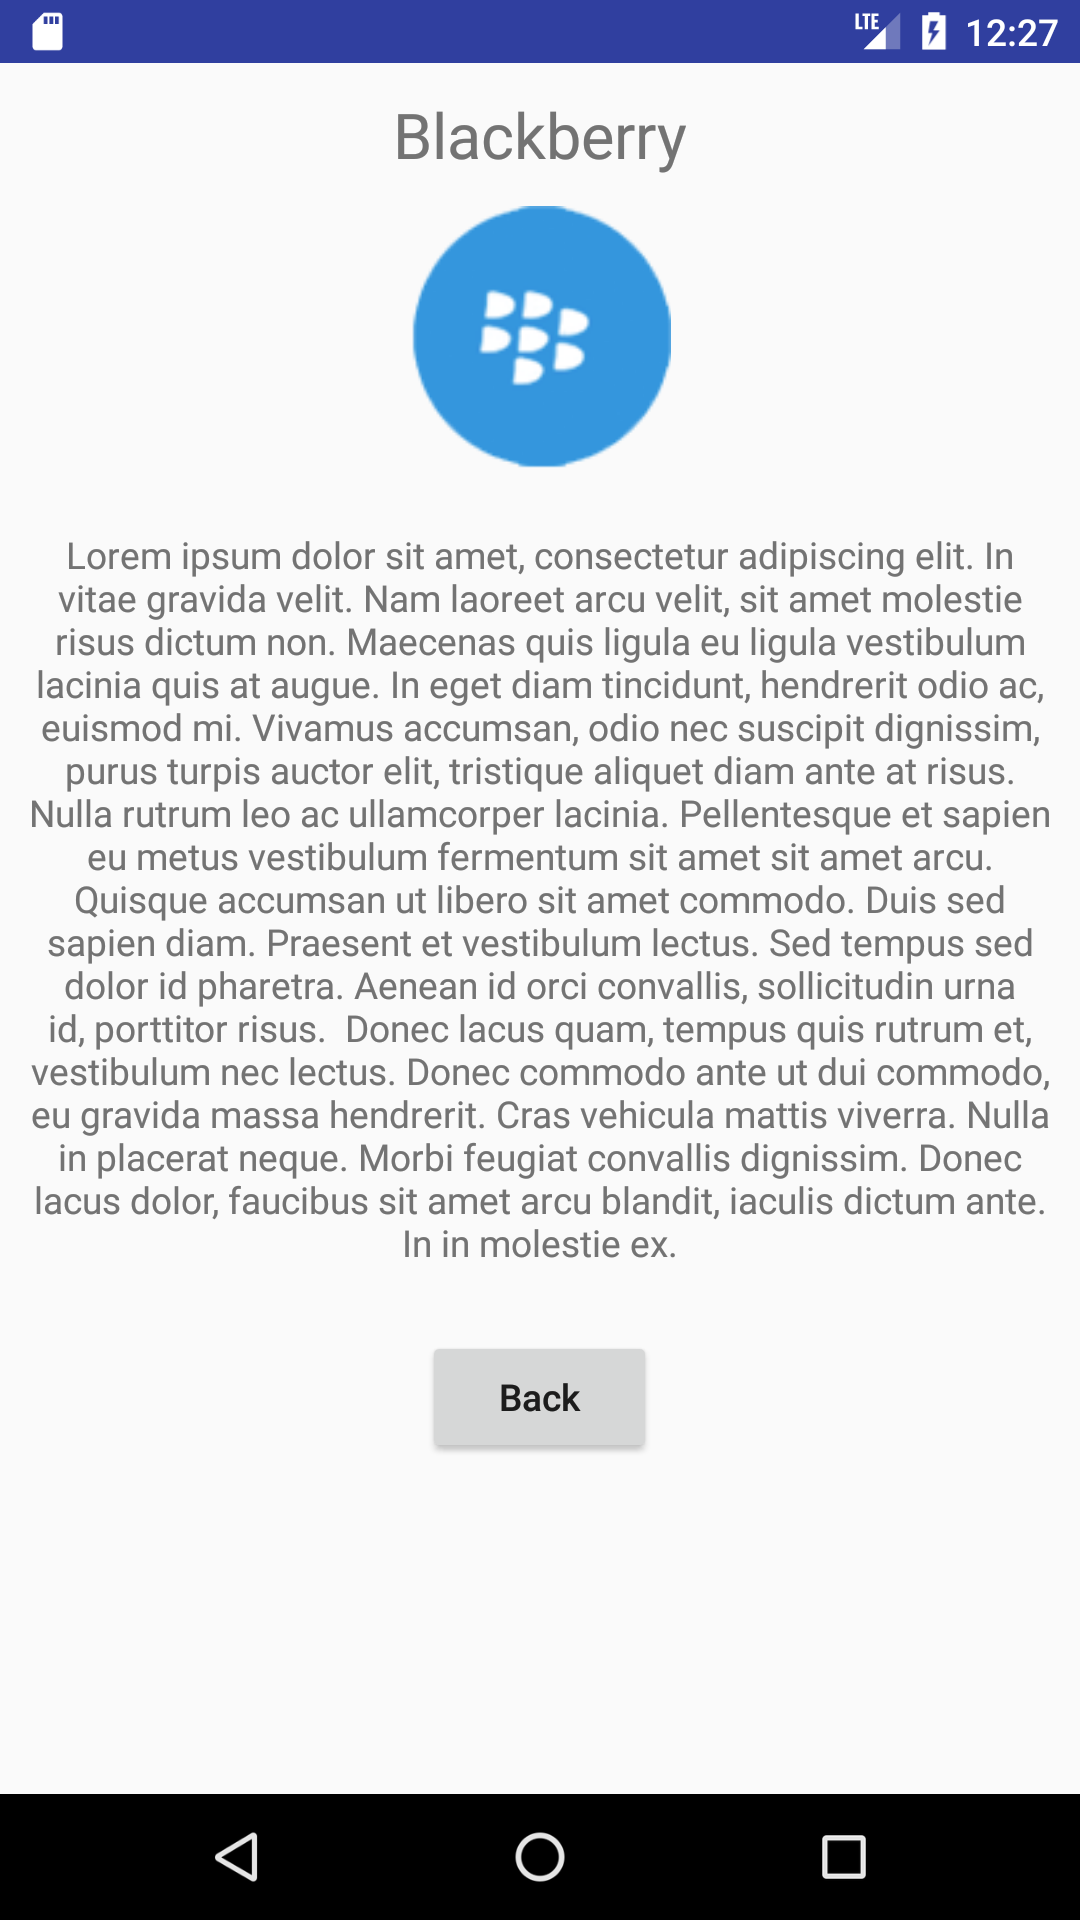 LTE 12:27
Blackberry
Lorem ipsum dolor sit amet, consectetur adipiscing elit. In
vitae gravida velit. Nam laoreet arcu velit, sit amet molestie
risus dictum non. Maecenas quis ligula eu ligula vestibulum
lacinia quis at augue. In eget diam tincidunt, hendrerit odio ac,
euismod mi. Vivamus accumsan, odio nec suscipit dignissim,
purus turpis auctor elit, tristique aliquet diam ante at risus.
Nulla rutrum leo ac ullamcorper lacinia. Pellentesque et sapien
eu metus vestibulum fermentum sit amet sit amet arcu.
Quisque accumsan ut libero sit amet commodo. Duis sed
sapien diam. Praesent et vestibulum lectus. Sed tempus sed
dolor id pharetra. Aenean id orci convallis, sollicitudin urna
id, porttitor risus.  Donec lacus quam, tempus quis rutrum et,
vestibulum nec lectus. Donec commodo ante ut dui commodo,
eu gravida massa hendrerit. Cras vehicula mattis viverra. Nulla
in placerat neque. Morbi feugiat convallis dignissim. Donec
lacus dolor, faucibus sit amet arcu blandit, iaculis dictum ante.
In in molestie ex.
Back